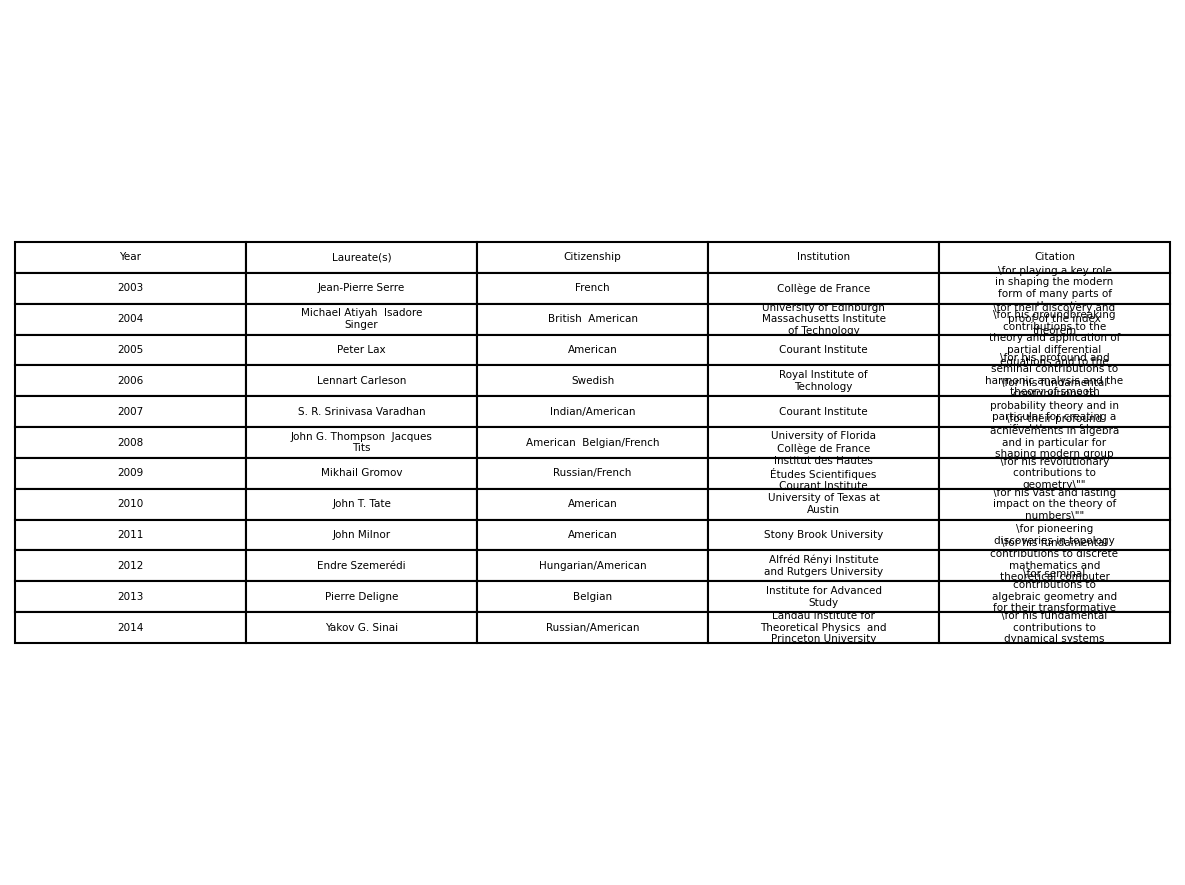 Year Laureate(s) Citizenship Institution Citation
2003 Jean-Pierre Serre French Collège de France
\for playing a key role
in shaping the modern
form of many parts of
2004
Michael Atiyah  Isadore
Singer
British  American
University of Edinburgh
Massachusetts Institute
of Technology
\for their discovery and
proof of the index
theorem
2005 Peter Lax American Courant Institute
\for his groundbreaking
contributions to the
theory and application of
partial differential
equations and to the
2006 Lennart Carleson Swedish
Royal Institute of
Technology
\for his profound and
seminal contributions to
harmonic analysis and the
theory of smooth
2007 S. R. Srinivasa Varadhan Indian/American Courant Institute
\for his fundamental
contributions to
probability theory and in
particular for creating a
2008
John G. Thompson  Jacques
Tits
American  Belgian/French
University of Florida
Collège de France
\for their profound
achievements in algebra
and in particular for
shaping modern group
2009 Mikhail Gromov Russian/French
Institut des Hautes
Études Scientifiques
Courant Institute
\for his revolutionary
contributions to
geometry\""
2010 John T. Tate American
University of Texas at
Austin
\for his vast and lasting
impact on the theory of
numbers\""
2011 John Milnor American Stony Brook University
\for pioneering
discoveries in topology
2012 Endre Szemerédi Hungarian/American
Alfréd Rényi Institute
and Rutgers University
\for his fundamental
contributions to discrete
mathematics and
theoretical computer
2013 Pierre Deligne Belgian
Institute for Advanced
Study
\for seminal
contributions to
algebraic geometry and
for their transformative
2014 Yakov G. Sinai Russian/American
Landau Institute for
Theoretical Physics  and
Princeton University
\for his fundamental
contributions to
dynamical systems